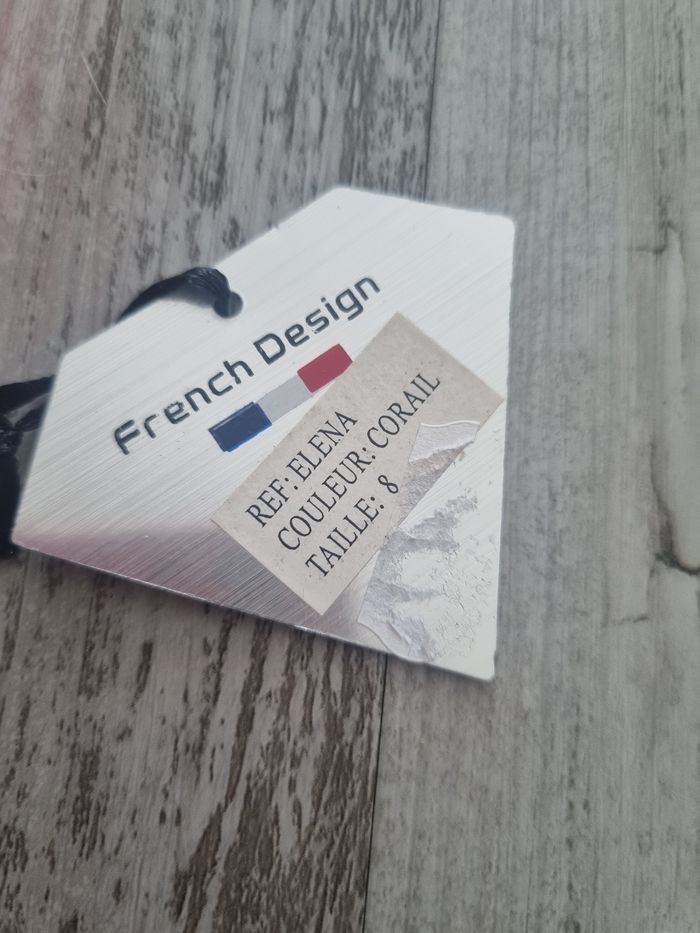 French Design
REF: ELENA
COULEUR: CORAIL
TAILLE: 8